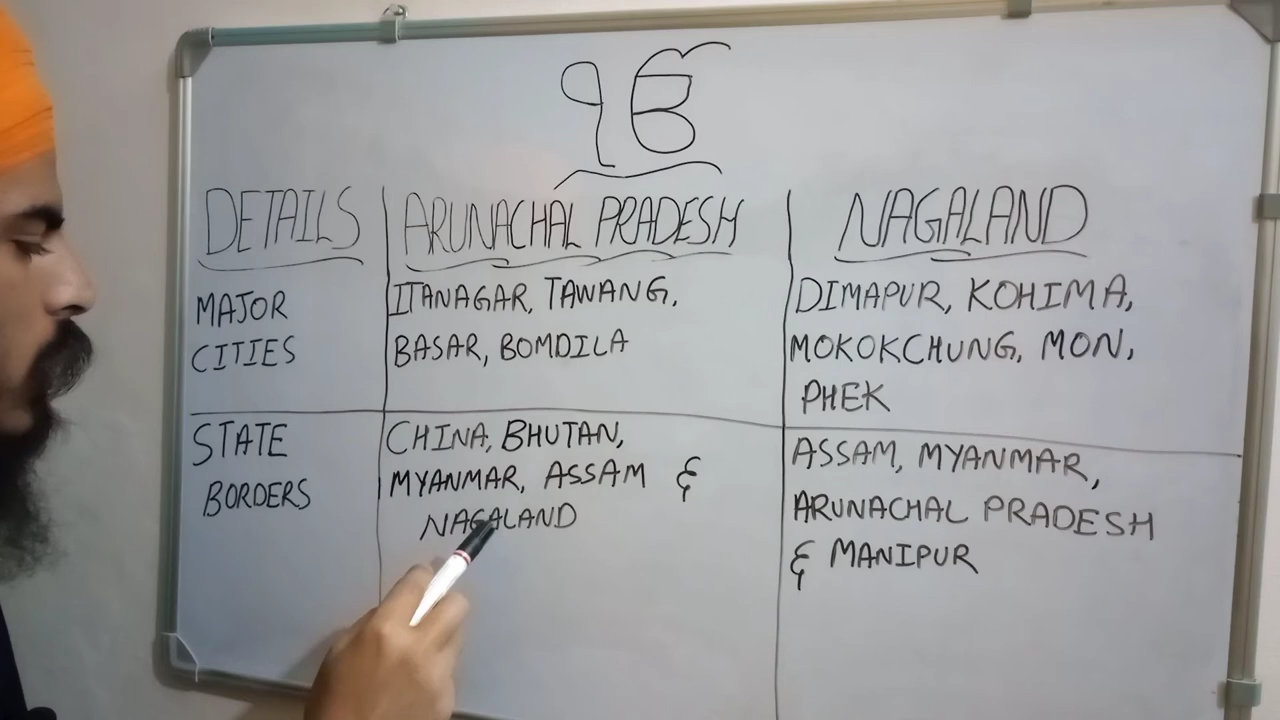 ੴ
DETAILS
ARUNACHAL PRADESH
NAGALAND
MAJOR
CITIES
ITANAGAR, TAWANG,
BASAR, BOMDILA
DIMAPUR, KOHIMA,
MOKOKCHUNG, MON,
PHEK
STATE
BORDERS
CHINA, BHUTAN,
MYANMAR, ASSAM &
NAGALAND
ASSAM, MYANMAR,
ARUNACHAL PRADESH
& MANIPUR